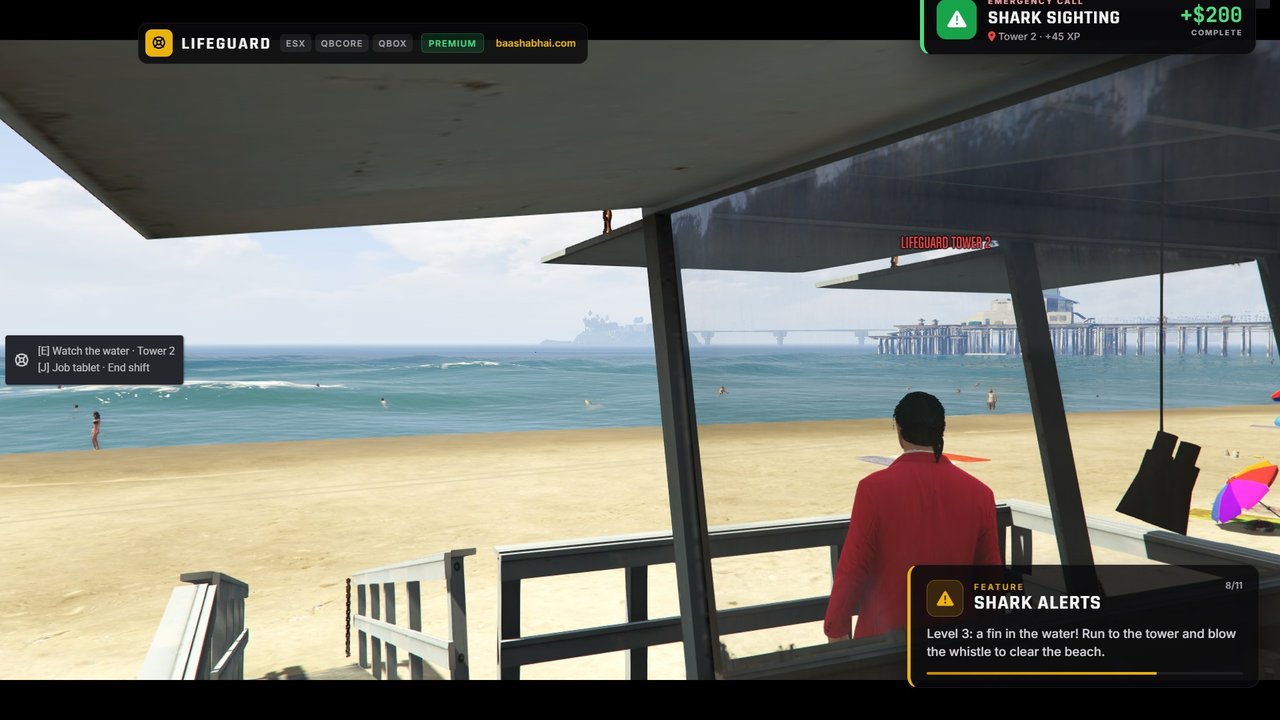 LIFEGUARD
ESX
QBCORE
QBOX
PREMIUM
baashabhai.com
EMERGENCY CALL
SHARK SIGHTING
Tower 2 · +45 XP
+$200
COMPLETE
LIFEGUARD TOWER 2
[E] Watch the water · Tower 2
[J] Job tablet · End shift
FEATURE
8/11
SHARK ALERTS
Level 3: a fin in the water! Run to the tower and blow
the whistle to clear the beach.